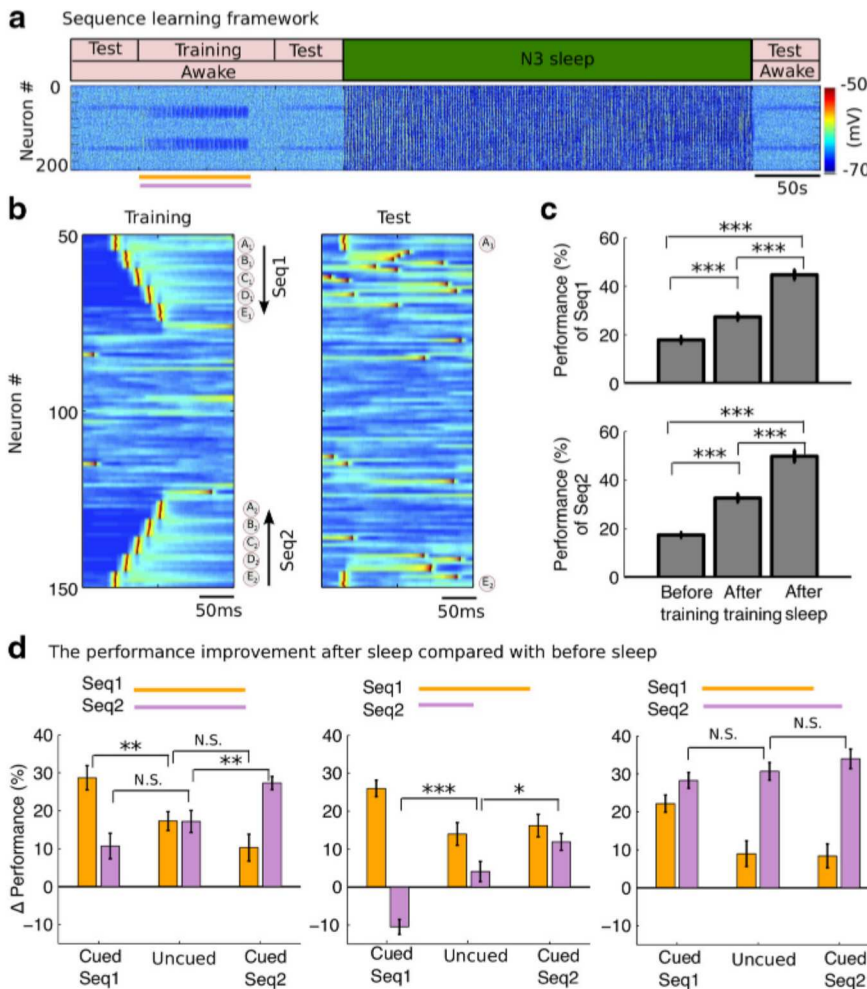 a Sequence learning framework
Test Training Test N3 sleep Test
Awake Awake
Neuron # 0 200
-50 (mV) -70
50s
b Training Test
Neuron # 50 100 150
A1 B1 C1 D1 E1 Seq1
A2 B2 C2 D2 E2 Seq2
A1
E2
50ms 50ms
c
Performance (%) of Seq1
60 40 20 0
*** *** ***
Performance (%) of Seq2
60 40 20 0
*** *** ***
Before training After training After sleep
d The performance improvement after sleep compared with before sleep
Seq1 Seq1 Seq1
Seq2 Seq2 Seq2
Δ Performance (%)
40 30 20 10 0 -10
** N.S. N.S. **
Cued Seq1 Uncued Cued Seq2
40 30 20 10 0 -10
*** *
Cued Seq1 Uncued Cued Seq2
40 30 20 10 0 -10
N.S. N.S.
Cued Seq1 Uncued Cued Seq2